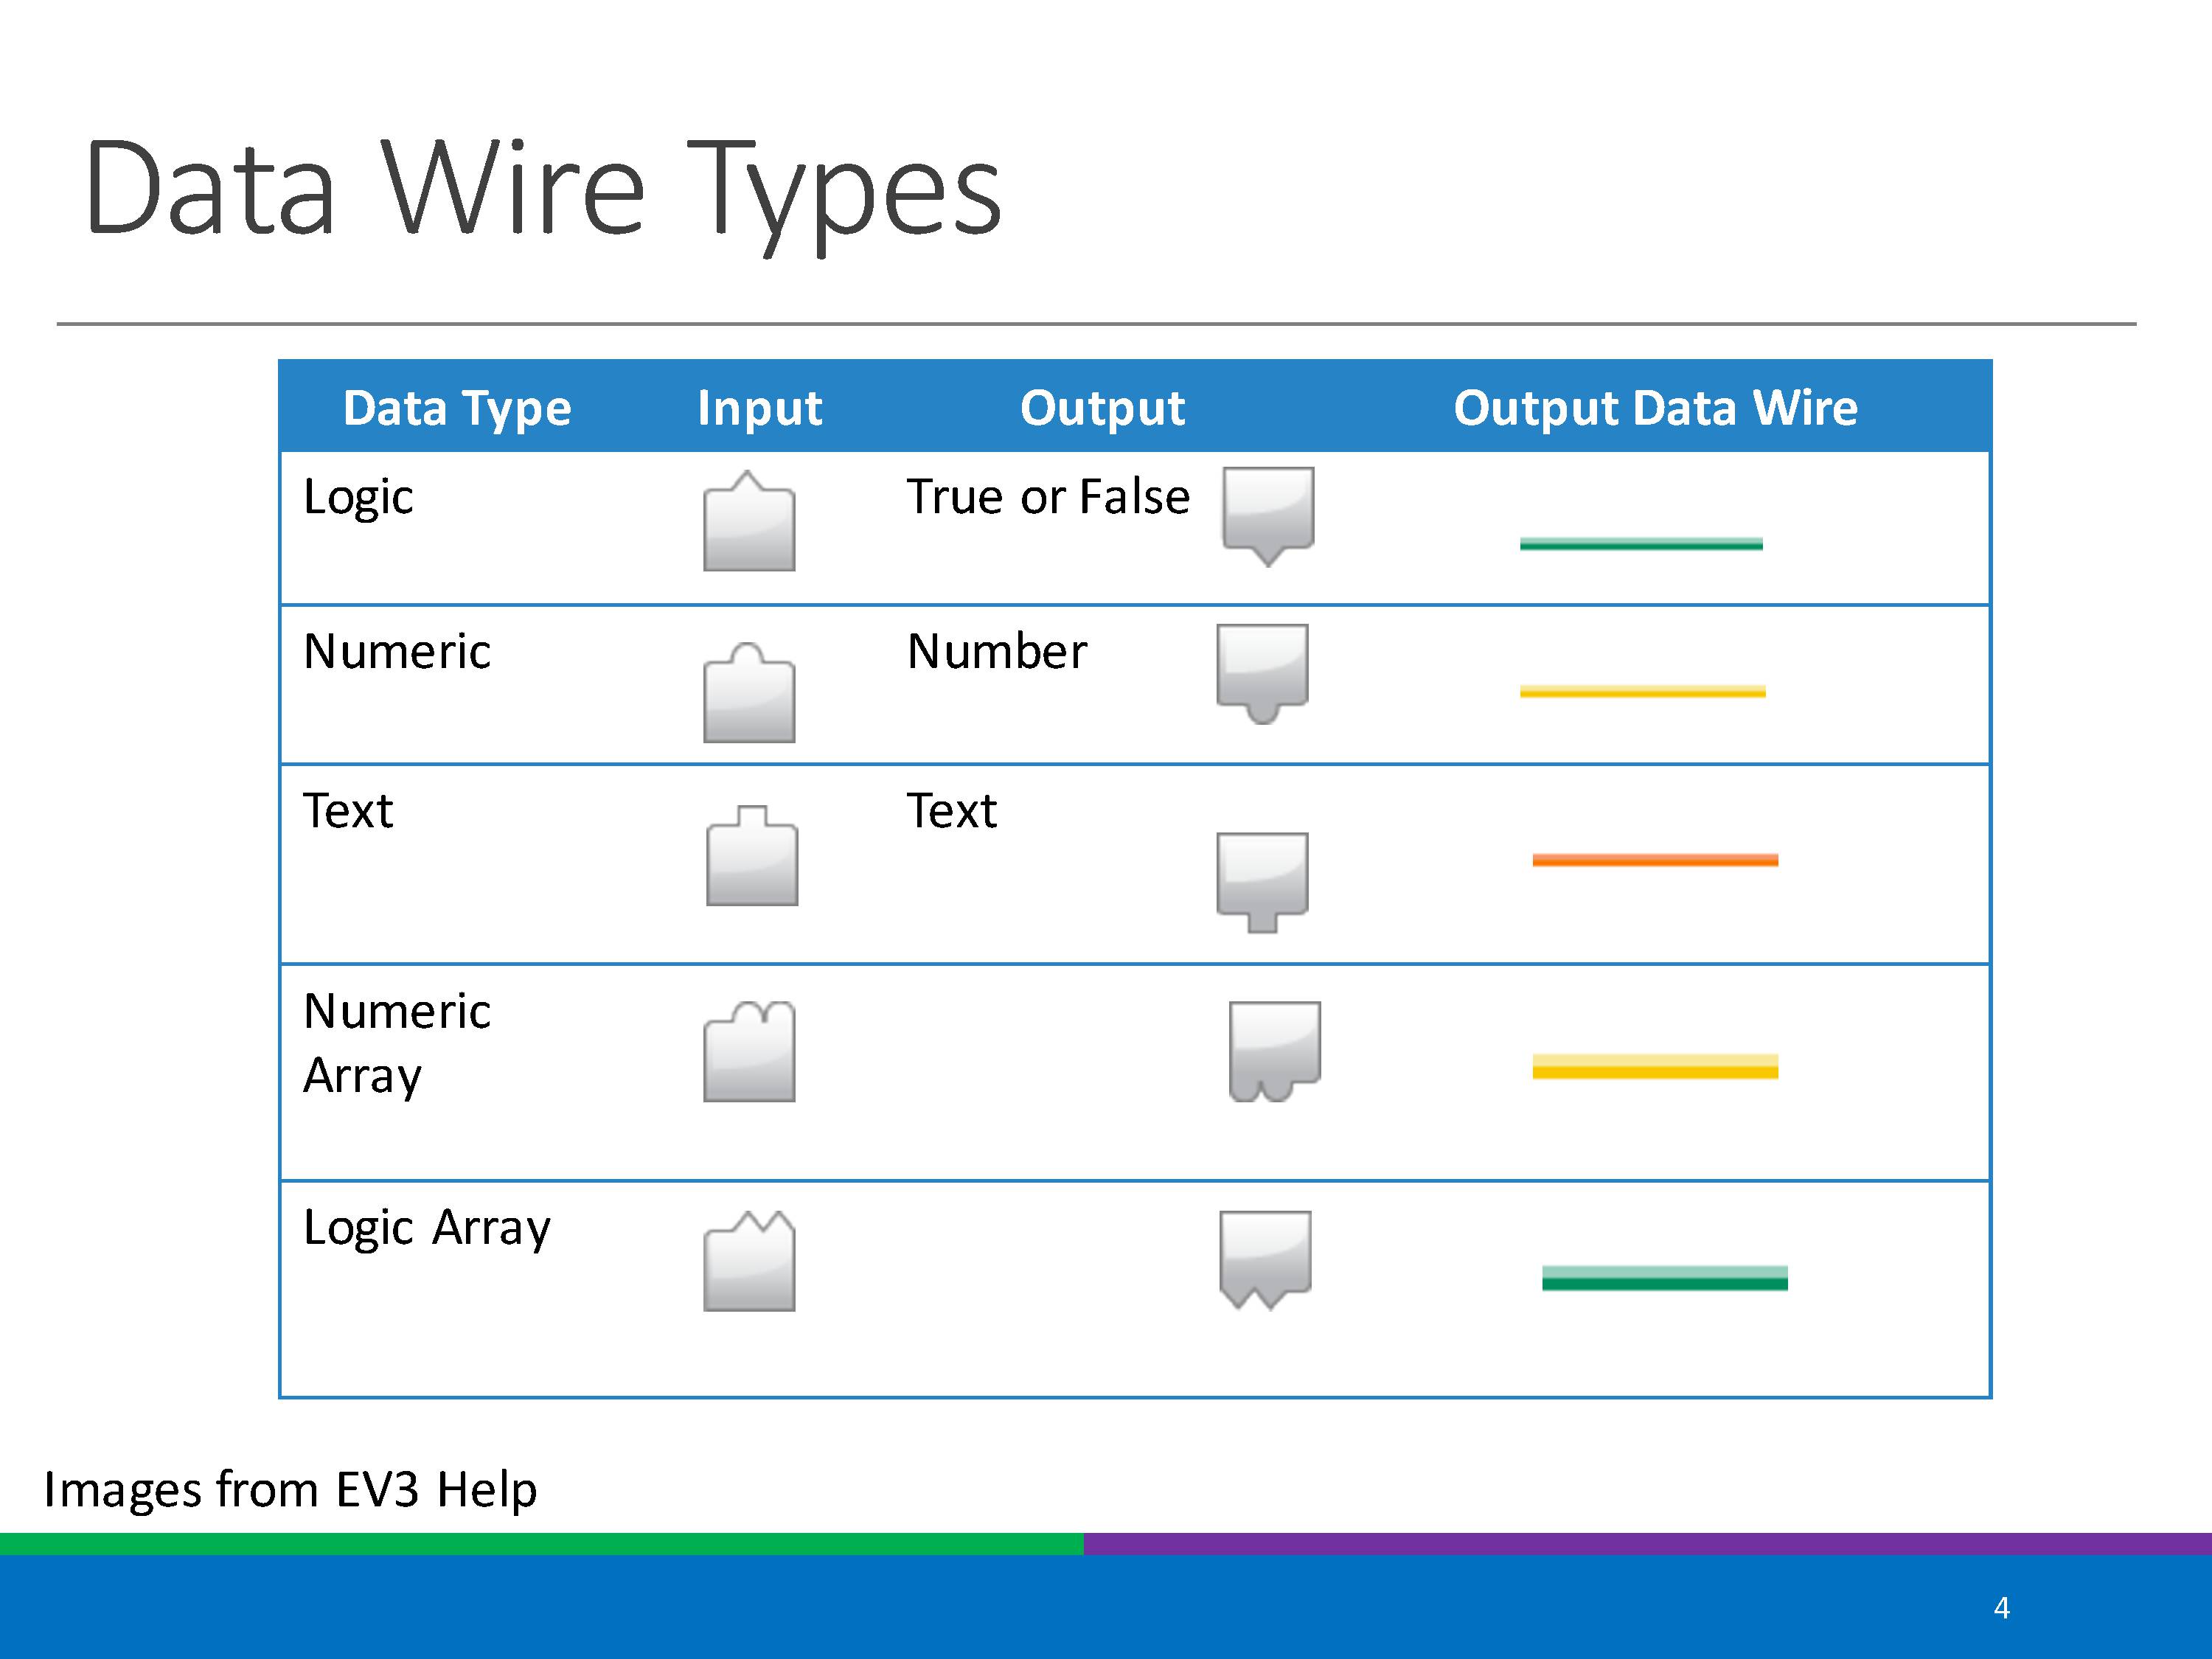 Data Wire Types
Data Type Input Output Output Data Wire
Logic True or False
Numeric Number
Text Text
Numeric
Array
Logic Array
Images from EV3 Help
4